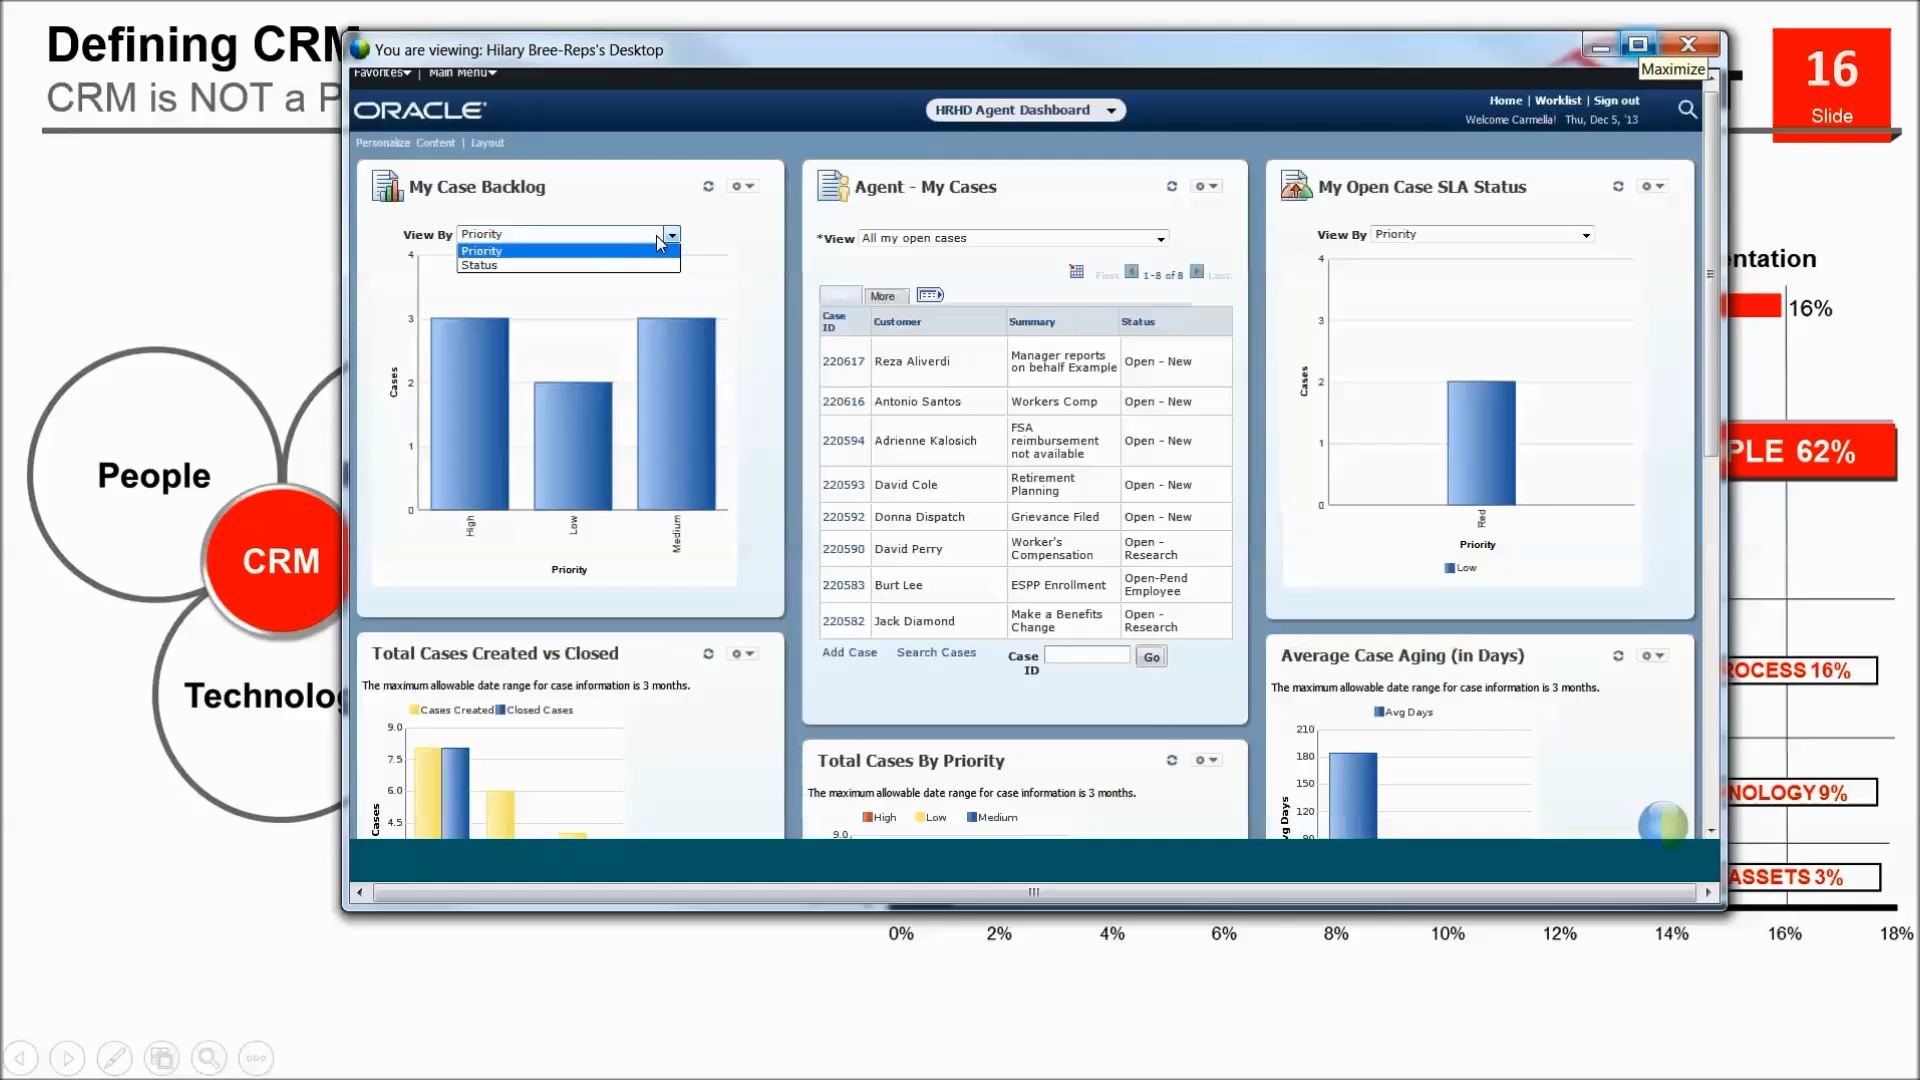 Defining CRM
CRM is NOT a P
16
Slide
You are viewing: Hilary Bree-Reps's Desktop
Maximize
Favorites | Main Menu
ORACLE
HRHD Agent Dashboard
Home | Worklist | Sign out
Welcome Carmella! Thu, Dec 5, '13
Personalize Content | Layout
My Case Backlog
View By Priority
Priority
Status
4
3
2
1
0
Cases
High
Low
Medium
Priority
Agent - My Cases
*View All my open cases
First 1-8 of 8 Last
More
Case ID Customer Summary Status
220617 Reza Aliverdi Manager reports on behalf Example Open - New
220616 Antonio Santos Workers Comp Open - New
220594 Adrienne Kalosich FSA reimbursement not available Open - New
220593 David Cole Retirement Planning Open - New
220592 Donna Dispatch Grievance Filed Open - New
220590 David Perry Worker's Compensation Open - Research
220583 Burt Lee ESPP Enrollment Open-Pend Employee
220582 Jack Diamond Make a Benefits Change Open - Research
Add Case Search Cases Case ID Go
My Open Case SLA Status
View By Priority
4
3
2
1
0
Cases
Red
Priority
Low
Total Cases Created vs Closed
The maximum allowable date range for case information is 3 months.
Cases Created Closed Cases
9.0
7.5
6.0
4.5
Cases
Total Cases By Priority
The maximum allowable date range for case information is 3 months.
High Low Medium
9.0
Average Case Aging (in Days)
The maximum allowable date range for case information is 3 months.
Avg Days
210
180
150
120
People
CRM
Technolog
ntation
16%
PLE 62%
ROCESS 16%
NOLOGY 9%
ASSETS 3%
0% 2% 4% 6% 8% 10% 12% 14% 16% 18%